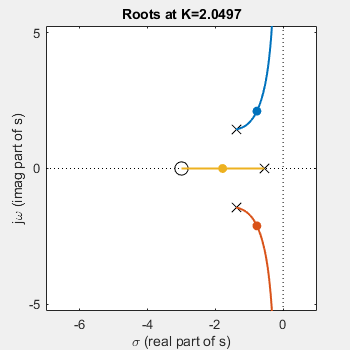 Roots at K=2.0497
jω (imag part of s)
5
0
-5
-6 -4 -2 0
σ (real part of s)